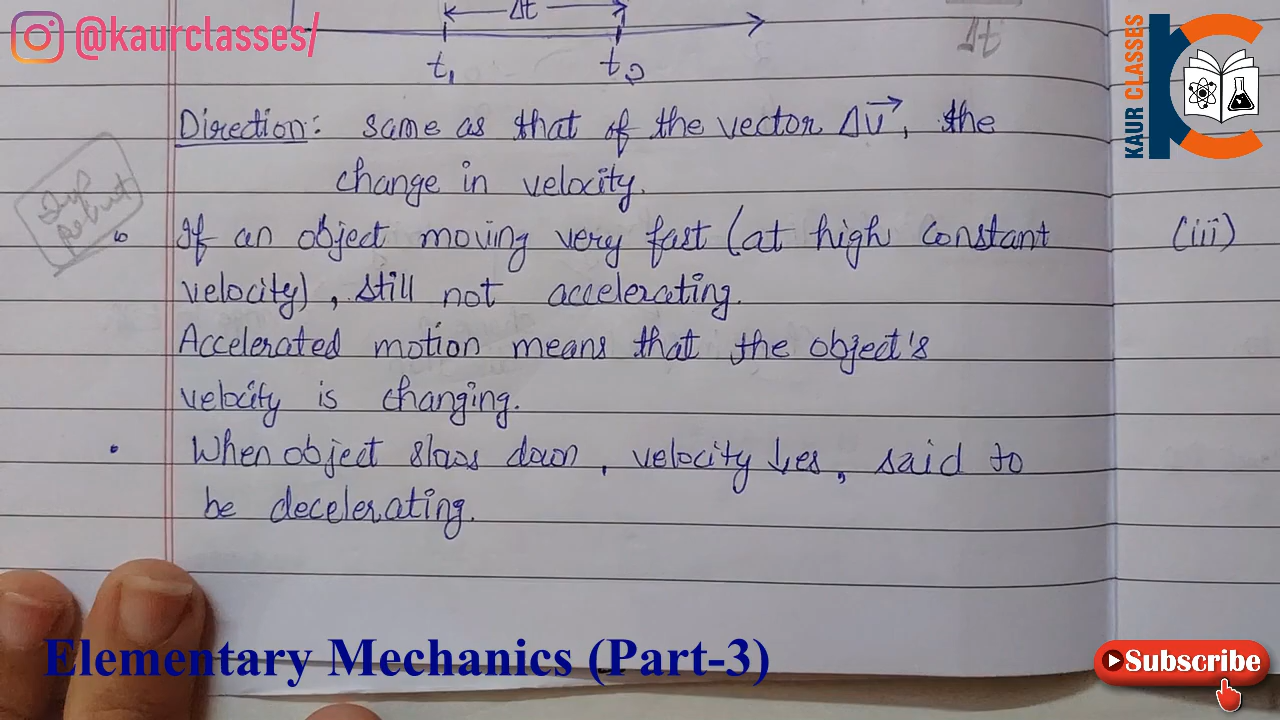 @kaurclasses/
Δt
t₁ t₂
Δt
KAUR CLASSES
Direction: same as that of the vector Δv⃗, the
change in velocity.
If an object moving very fast (at high constant
velocity), still not accelerating.
(iii)
Accelerated motion means that the object's
velocity is changing.
• When object slows down, velocity ↓es, said to
be decelerating.
Elementary Mechanics (Part-3)
Subscribe